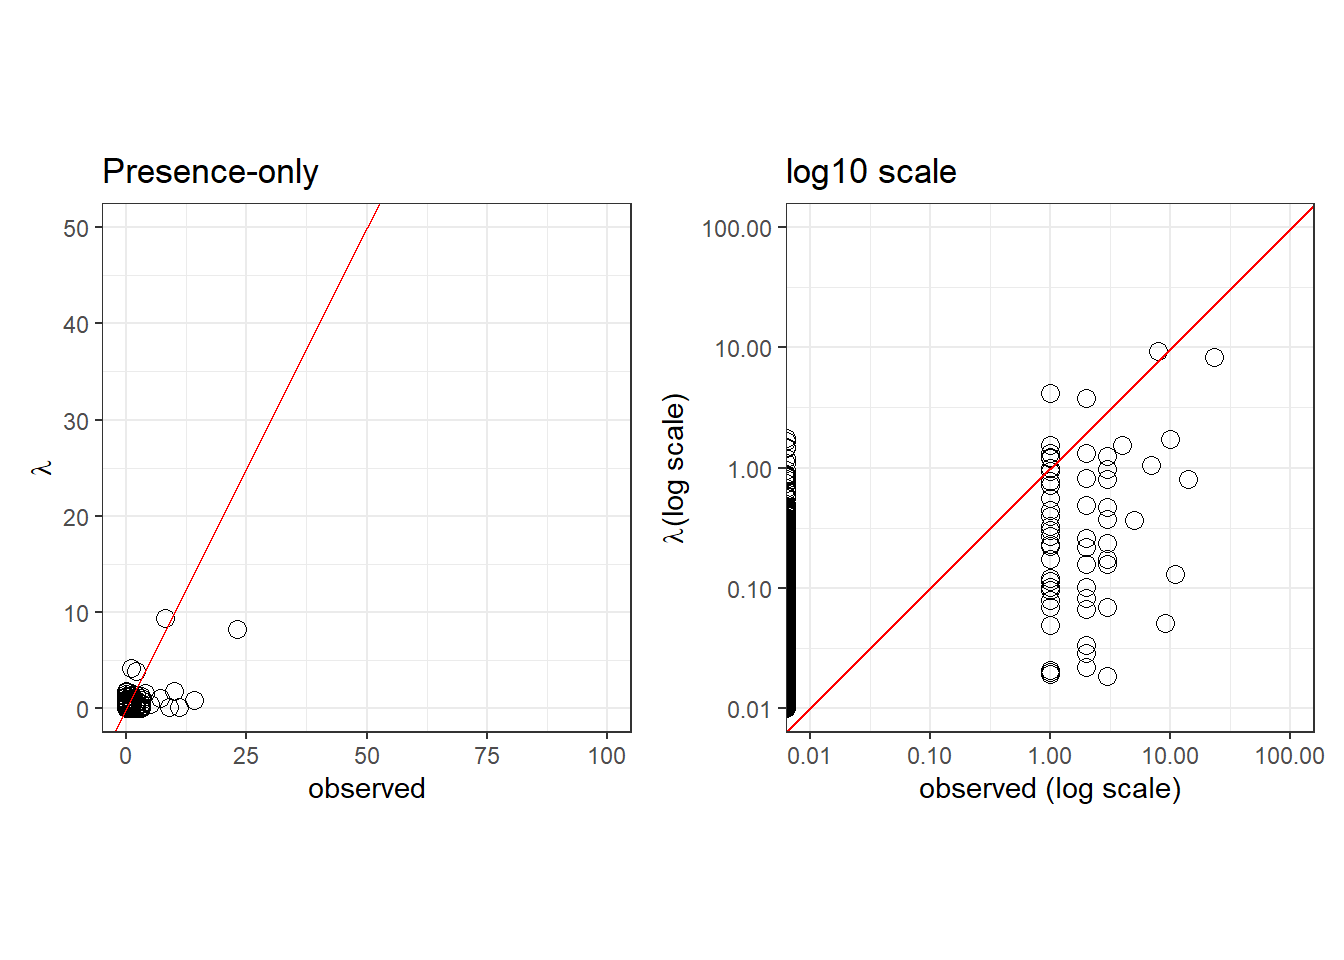 Presence-only
50
40
30
20
10
0
λ
0 25 50 75 100
observed
log10 scale
100.00
10.00
1.00
0.10
0.01
λ(log scale)
0.01 0.10 1.00 10.00 100.00
observed (log scale)